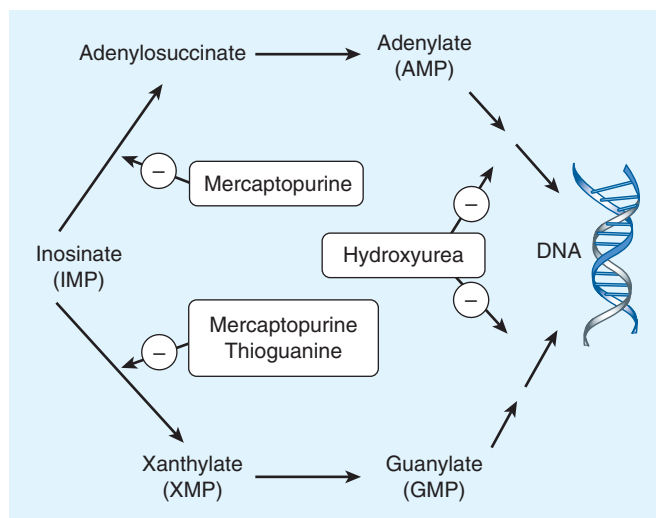 Adenylosuccinate
Adenylate
(AMP)
−
Mercaptopurine
−
Inosinate
(IMP)
Hydroxyurea
DNA
−
Mercaptopurine
Thioguanine
−
Xanthylate
(XMP)
Guanylate
(GMP)